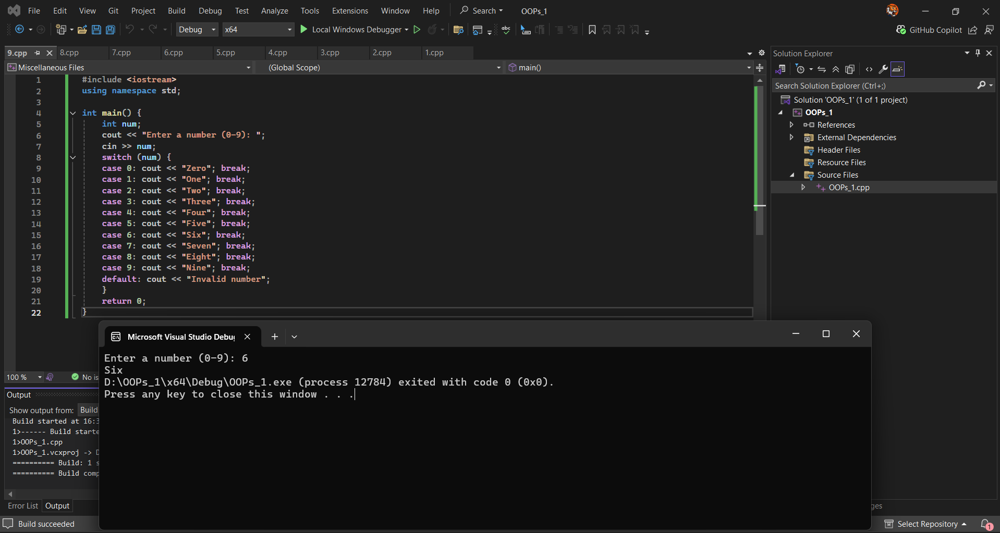 File Edit View Git Project Build Debug Test Analyze Tools Extensions Window Help Search OOPs_1
Debug x64 Local Windows Debugger abc GitHub Copilot
9.cpp 8.cpp 7.cpp 6.cpp 5.cpp 4.cpp 3.cpp 2.cpp 1.cpp
Miscellaneous Files (Global Scope) main()
1 #include <iostream>
2 using namespace std;
3
4 int main() {
5 int num;
6 cout << "Enter a number (0-9): ";
7 cin >> num;
8 switch (num) {
9 case 0: cout << "Zero"; break;
10 case 1: cout << "One"; break;
11 case 2: cout << "Two"; break;
12 case 3: cout << "Three"; break;
13 case 4: cout << "Four"; break;
14 case 5: cout << "Five"; break;
15 case 6: cout << "Six"; break;
16 case 7: cout << "Seven"; break;
17 case 8: cout << "Eight"; break;
18 case 9: cout << "Nine"; break;
19 default: cout << "Invalid number";
20 }
21 return 0;
22 }
Solution Explorer
Search Solution Explorer (Ctrl+;)
Solution 'OOPs_1' (1 of 1 project)
OOPs_1
References
External Dependencies
Header Files
Resource Files
Source Files
OOPs_1.cpp
Microsoft Visual Studio Debu
Enter a number (0-9): 6
Six
D:\OOPs_1\x64\Debug\OOPs_1.exe (process 12784) exited with code 0 (0x0).
Press any key to close this window . . .
100 % No is
Output
Show output from: Build
Build started at 16:3
1>------ Build starte
1>OOPs_1.cpp
1>OOPs_1.vcxproj -> D
========== Build: 1 s
========== Build comp
Error List Output ges
Build succeeded Select Repository 1